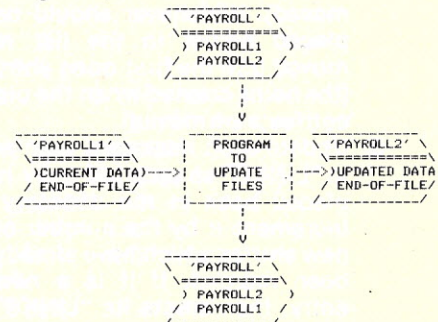 'PAYROLL'
PAYROLL1
PAYROLL2
'PAYROLL1'
CURRENT DATA
END-OF-FILE
PROGRAM
TO
UPDATE
FILES
'PAYROLL2'
UPDATED DATA
END-OF-FILE
'PAYROLL'
PAYROLL2
PAYROLL1